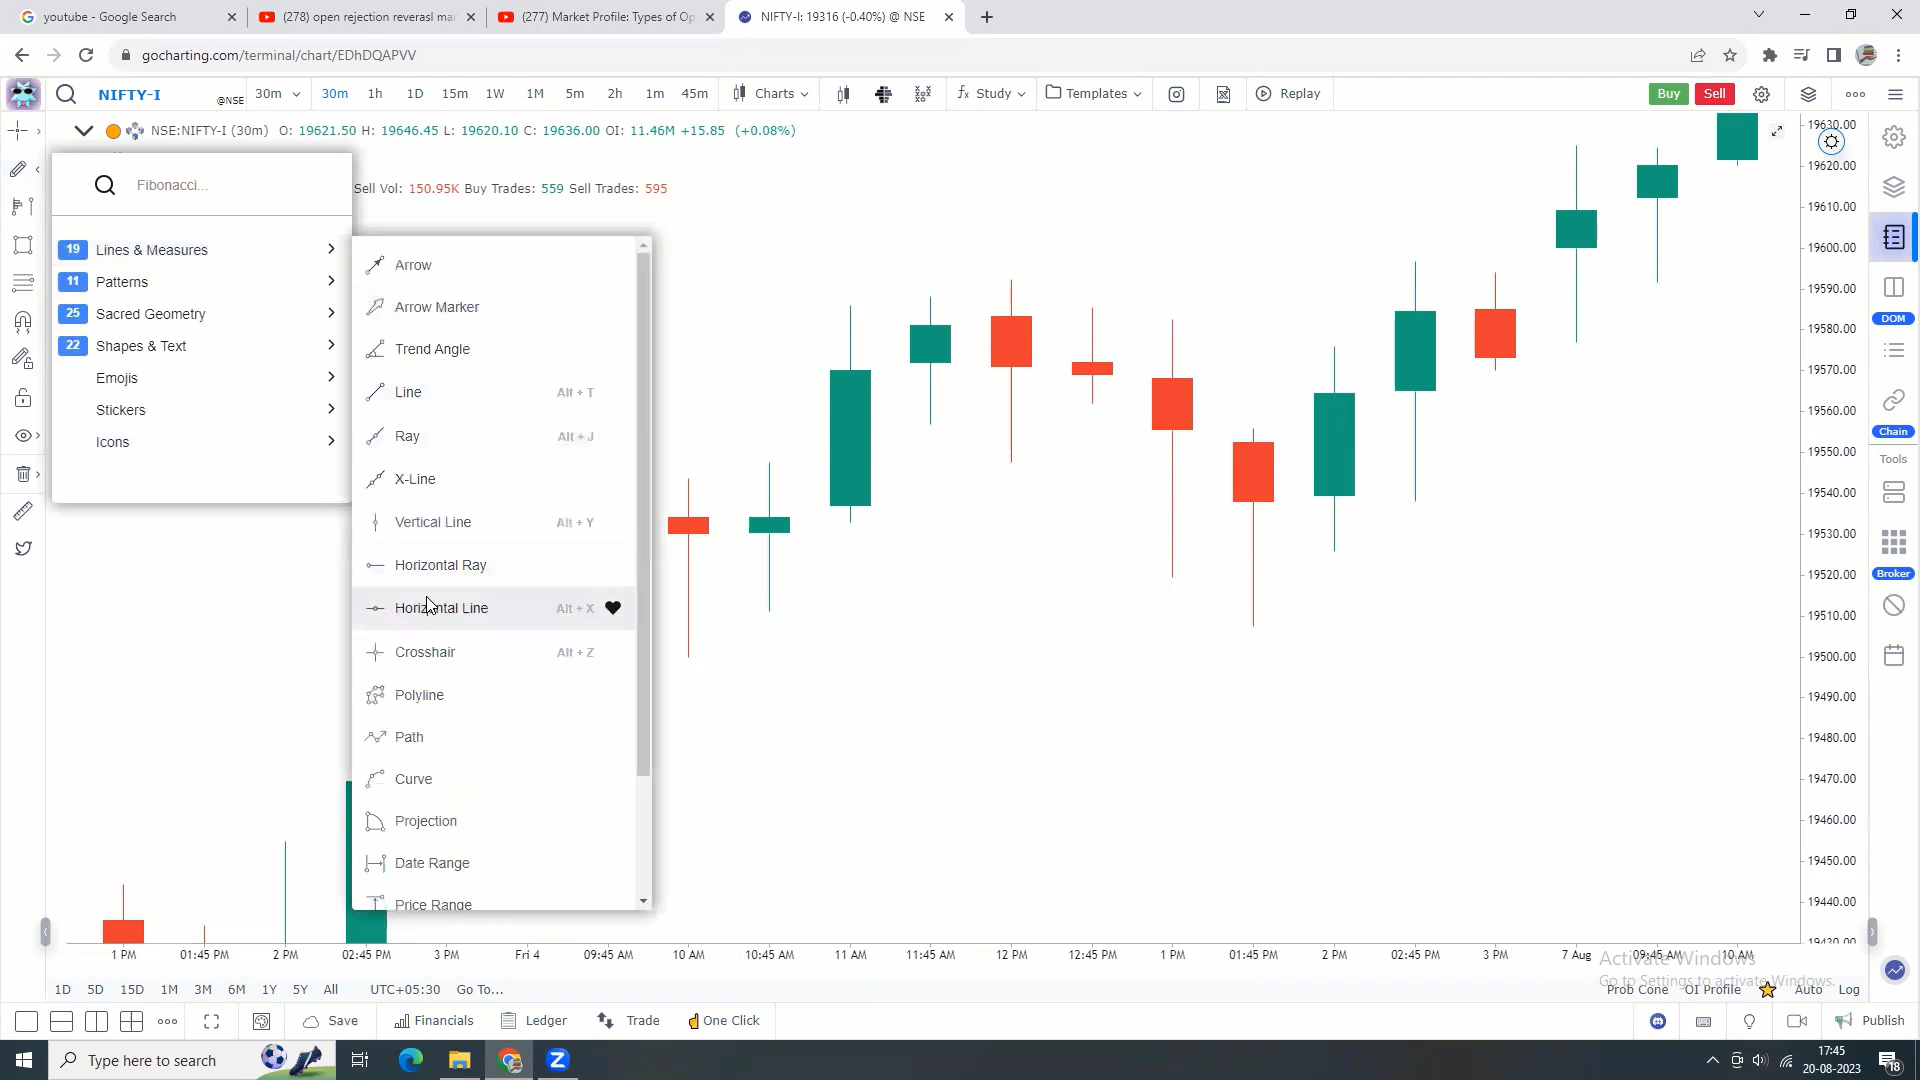 youtube - Google Search
(278) open rejection reverasl mar
(277) Market Profile: Types of Op
NIFTY-I: 19316 (-0.40%) @ NSE
gocharting.com/terminal/chart/EDhDQAPVV
NIFTY-I @NSE 30m 30m 1h 1D 15m 1W 1M 5m 2h 1m 45m Charts Study Templates Replay Buy Sell
NSE:NIFTY-I (30m) O: 19621.50 H: 19646.45 L: 19620.10 C: 19636.00 OI: 11.46M +15.85 (+0.08%)
Fibonacci...
Sell Vol: 150.95K Buy Trades: 559 Sell Trades: 595
19 Lines & Measures
11 Patterns
25 Sacred Geometry
22 Shapes & Text
Emojis
Stickers
Icons
Arrow
Arrow Marker
Trend Angle
Line Alt + T
Ray Alt + J
X-Line
Vertical Line Alt + Y
Horizontal Ray
Horizontal Line Alt + X
Crosshair Alt + Z
Polyline
Path
Curve
Projection
Date Range
Price Range
19630.00
19620.00
19610.00
19600.00
19590.00
19580.00
19570.00
19560.00
19550.00
19540.00
19530.00
19520.00
19510.00
19500.00
19490.00
19480.00
19470.00
19460.00
19450.00
19440.00
19430.00
DOM
Chain
Tools
Broker
1 PM 01:45 PM 2 PM 02:45 PM 3 PM Fri 4 09:45 AM 10 AM 10:45 AM 11 AM 11:45 AM 12 PM 12:45 PM 1 PM 01:45 PM 2 PM 02:45 PM 3 PM 7 Aug 09:45 AM 10 AM
Activate Windows
Go to Settings to activate Windows.
1D 5D 15D 1M 3M 6M 1Y 5Y All UTC+05:30 Go To... Prob Cone OI Profile Auto Log
Save Financials Ledger Trade One Click Publish
Type here to search
17:45
20-08-2023
18